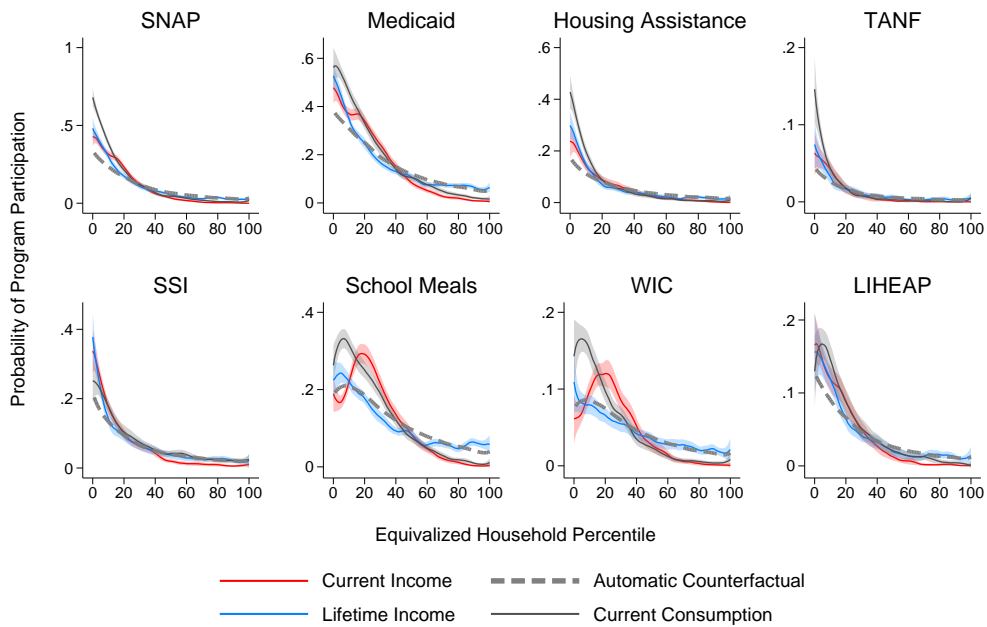 SNAP
Medicaid
Housing Assistance
TANF
Probability of Program Participation
1
.5
0
0 20 40 60 80 100
.6
.4
.2
0
0 20 40 60 80 100
.6
.4
.2
0
0 20 40 60 80 100
.2
.1
0
0 20 40 60 80 100
SSI
School Meals
WIC
LIHEAP
.4
.2
0
0 20 40 60 80 100
.4
.3
.2
.1
0
0 20 40 60 80 100
.2
.1
0
0 20 40 60 80 100
.2
.1
0
0 20 40 60 80 100
Equivalized Household Percentile
Current Income
Automatic Counterfactual
Lifetime Income
Current Consumption